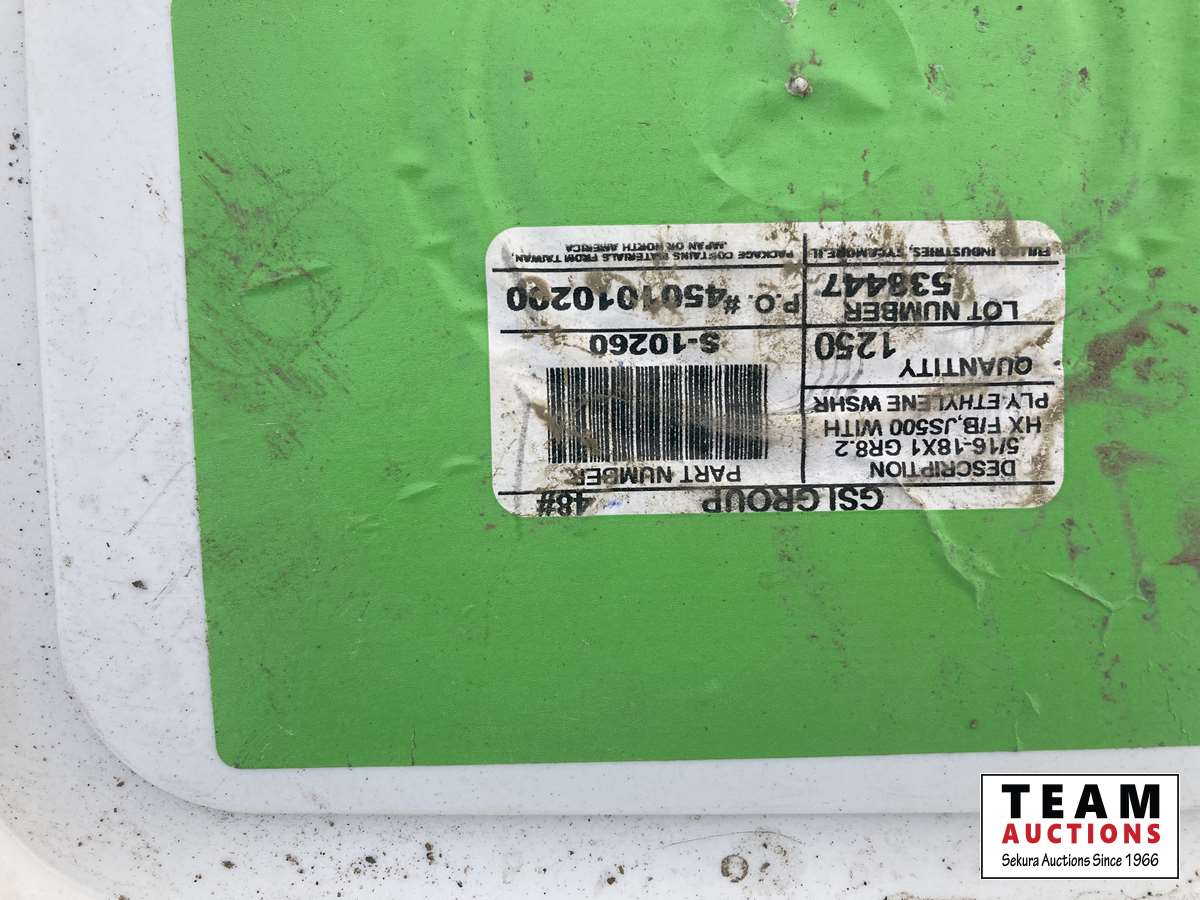 GSI GROUP 48#
DESCRIPTION
5/16-18X1 GR8.2
HX F/B,JS500 WITH
PLY ETHYLENE WSHR
PART NUMBER
S-10260
QUANTITY
1250
LOT NUMBER
538447
P.O. #4501010200
INDUSTRIES, SYCAMORE IL
PACKAGE CONTAINS MATERIALS FROM TAIWAN,
JAPAN OR NORTH AMERICA
TEAM
AUCTIONS
Sekura Auctions Since 1966